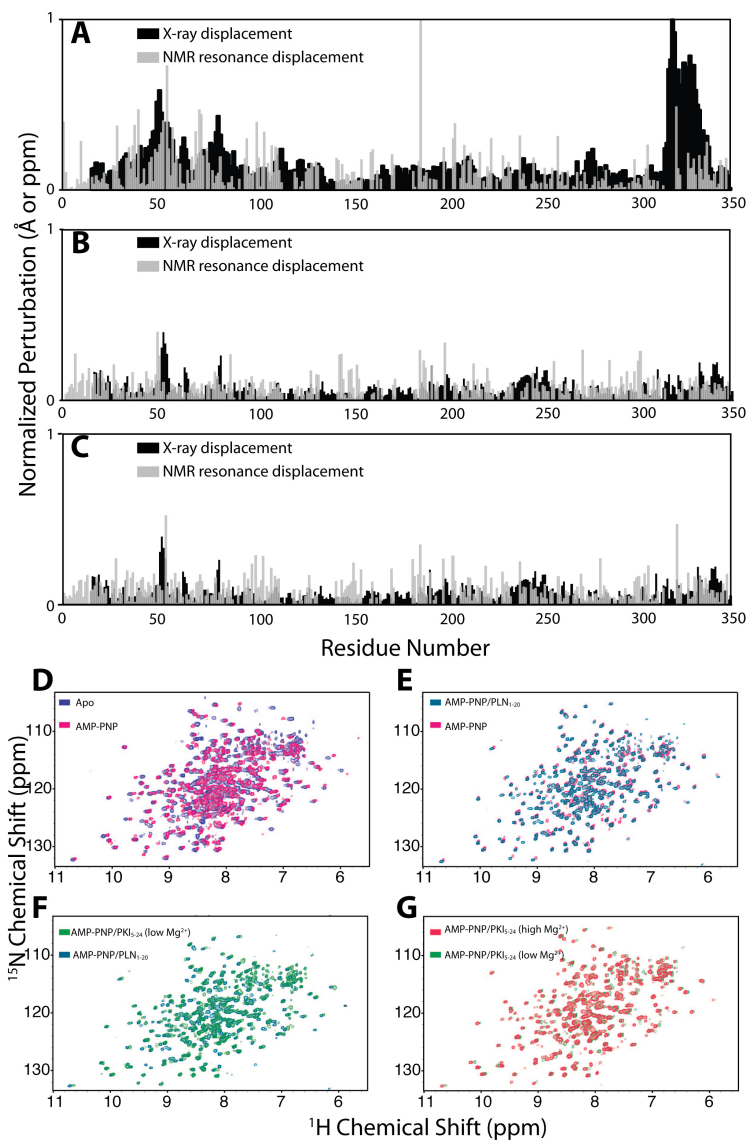 A
X-ray displacement
NMR resonance displacement
1
0
0 50 100 150 200 250 300 350
B
X-ray displacement
NMR resonance displacement
1
0
0 50 100 150 200 250 300 350
C
X-ray displacement
NMR resonance displacement
1
0
0 50 100 150 200 250 300 350
Normalized Perturbation (Å or ppm)
Residue Number
D
Apo
AMP-PNP
110
120
130
11 10 9 8 7 6
E
AMP-PNP/PLN1-20
AMP-PNP
110
120
130
11 10 9 8 7 6
F
AMP-PNP/PKI5-24 (low Mg2+)
AMP-PNP/PLN1-20
110
120
130
11 10 9 8 7 6
G
AMP-PNP/PKI5-24 (high Mg2+)
AMP-PNP/PKI5-24 (low Mg2+)
110
120
130
11 10 9 8 7 6
15N Chemical Shift (ppm)
1H Chemical Shift (ppm)